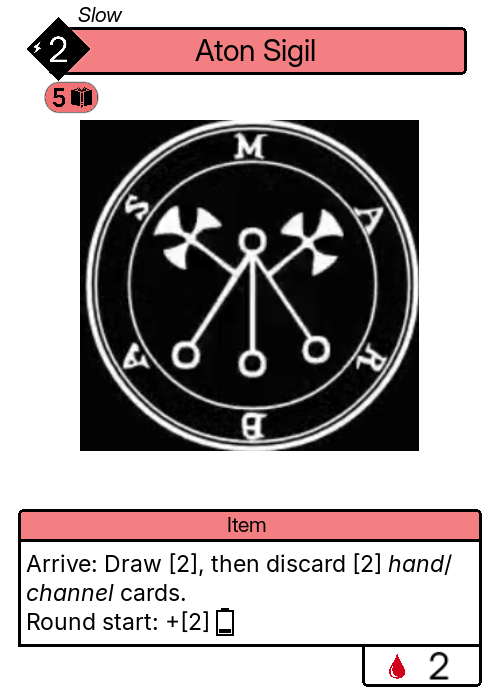 Slow
2
Aton Sigil
5
M
A
R
B
A
S
Item
Arrive: Draw [2], then discard [2] hand/
channel cards.
Round start: +[2]
2